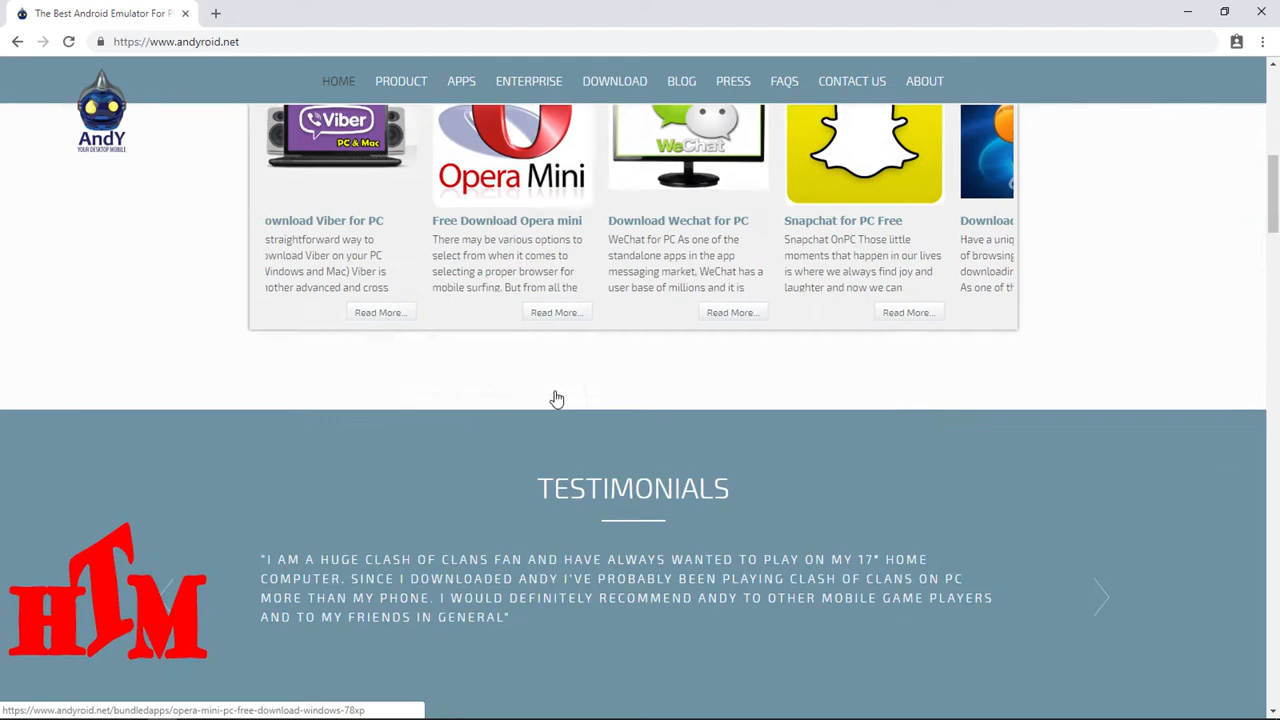 The Best Android Emulator For P
https://www.andyroid.net
HOME PRODUCT APPS ENTERPRISE DOWNLOAD BLOG PRESS FAQS CONTACT US ABOUT
AndY
YOUR DESKTOP MOBILE
Viber
PC & Mac
Opera Mini
WeChat
ownload Viber for PC
straightforward way to
ownload Viber on your PC
Windows and Mac) Viber is
nother advanced and cross
Read More...
Free Download Opera mini
There may be various options to
select from when it comes to
selecting a proper browser for
mobile surfing. But from all the
Read More...
Download Wechat for PC
WeChat for PC As one of the
standalone apps in the app
messaging market, WeChat has a
user base of millions and it is
Read More...
Snapchat for PC Free
Snapchat OnPC Those little
moments that happen in our lives
is where we always find joy and
laughter and now we can
Read More...
Download
Have a uniq
of browsing
downloadin
As one of th
TESTIMONIALS
"I AM A HUGE CLASH OF CLANS FAN AND HAVE ALWAYS WANTED TO PLAY ON MY 17" HOME
COMPUTER. SINCE I DOWNLOADED ANDY I'VE PROBABLY BEEN PLAYING CLASH OF CLANS ON PC
MORE THAN MY PHONE. I WOULD DEFINITELY RECOMMEND ANDY TO OTHER MOBILE GAME PLAYERS
AND TO MY FRIENDS IN GENERAL"
HTM
https://www.andyroid.net/bundledapps/opera-mini-pc-free-download-windows-78xp